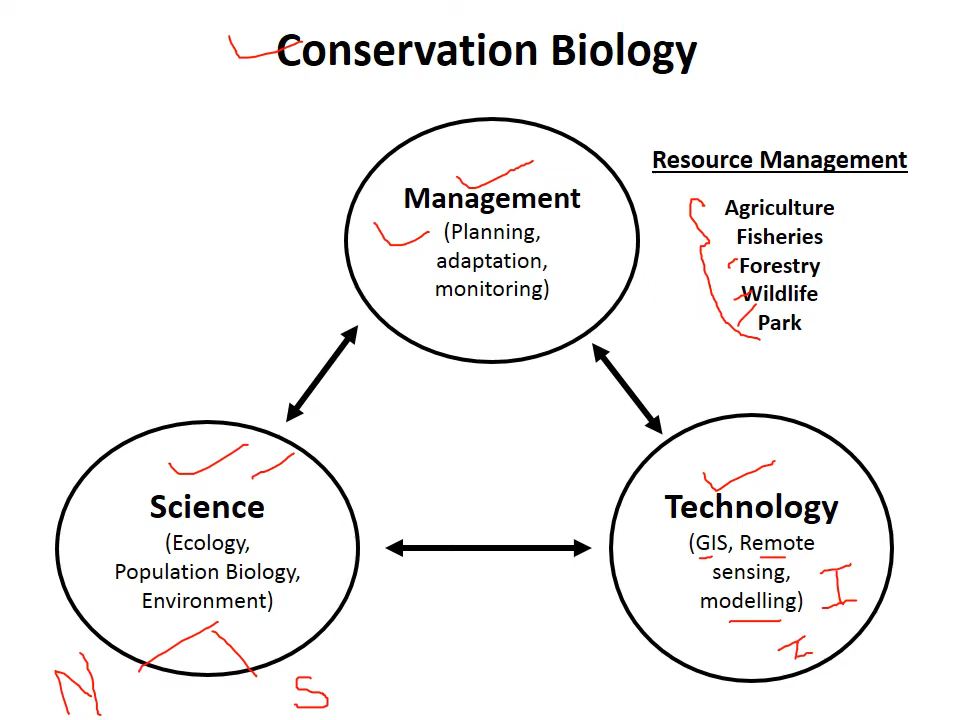 Conservation Biology
Management
(Planning,
adaptation,
monitoring)
Resource Management
Agriculture
Fisheries
Forestry
Wildlife
Park
Science
(Ecology,
Population Biology,
Environment)
N
S
Technology
(GIS, Remote
sensing,
modelling)
I
I